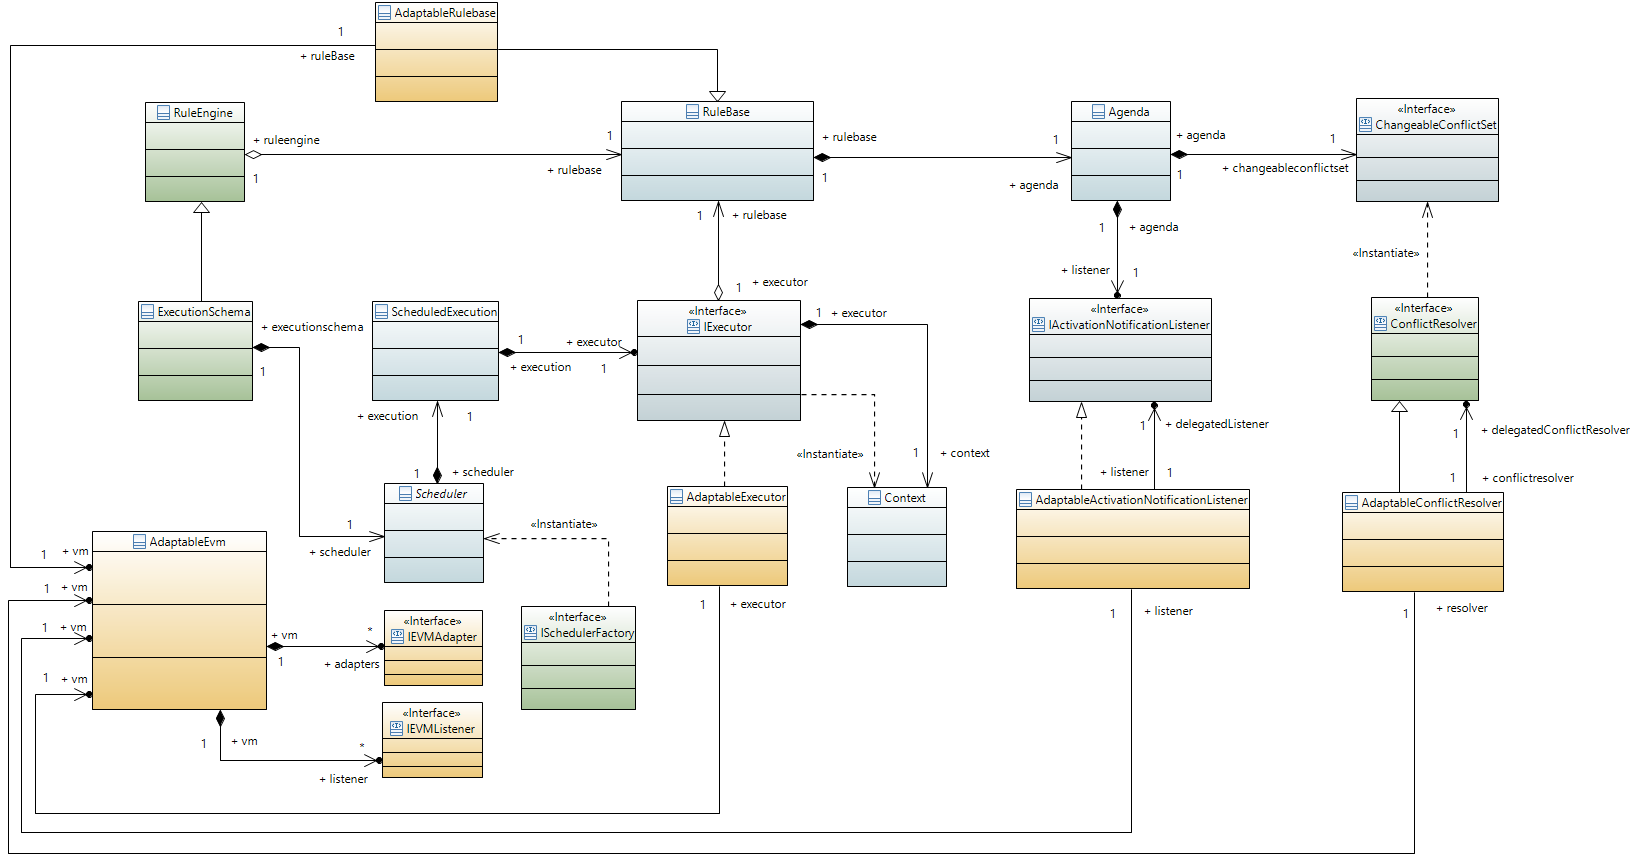 AdaptableRulebase
1
+ ruleBase
RuleEngine
+ ruleengine
1
1
+ rulebase
RuleBase
+ rulebase
1
1
+ agenda
Agenda
+ agenda
1
1
+ changeableconflictset
«Interface»
ChangeableConflictSet
1
+ rulebase
1
+ executor
1
+ agenda
+ listener
1
«Instantiate»
ExecutionSchema
+ executionschema
1
ScheduledExecution
1
+ execution
+ executor
1
«Interface»
IExecutor
1
+ executor
«Interface»
IActivationNotificationListener
«Interface»
ConflictResolver
+ execution
1
1
+ scheduler
«Instantiate»
1
+ context
1
+ delegatedListener
+ listener
1
1
+ delegatedConflictResolver
1
+ conflictresolver
Scheduler
1
+ scheduler
«Instantiate»
AdaptableExecutor
Context
AdaptableActivationNotificationListener
AdaptableConflictResolver
AdaptableEvm
1
+ vm
1
+ vm
1
+ vm
1
+ vm
+ vm
1
*
+ adapters
«Interface»
IEVMAdapter
«Interface»
ISchedulerFactory
1
+ executor
1
+ listener
1
+ resolver
1
+ vm
*
+ listener
«Interface»
IEVMListener